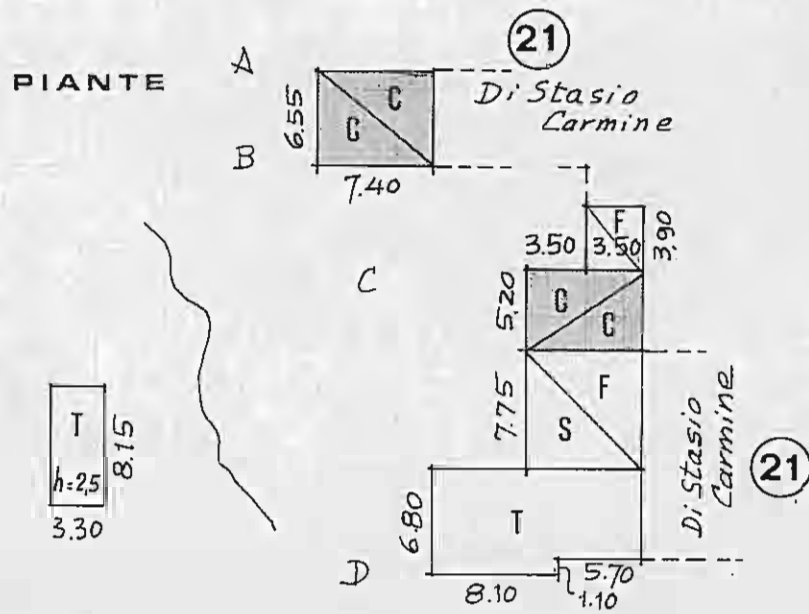 21
PIANTE
A
Di Stasio
Carmine
6.55
C
C
B
7.40
F
3.90
3.50
3.50
C
5,20
C
C
7.75
F
S
Di Stasio
Carmine
21
T
8.15
h=2,5
3.30
6.80
T
D
8.10
1.10
5.70